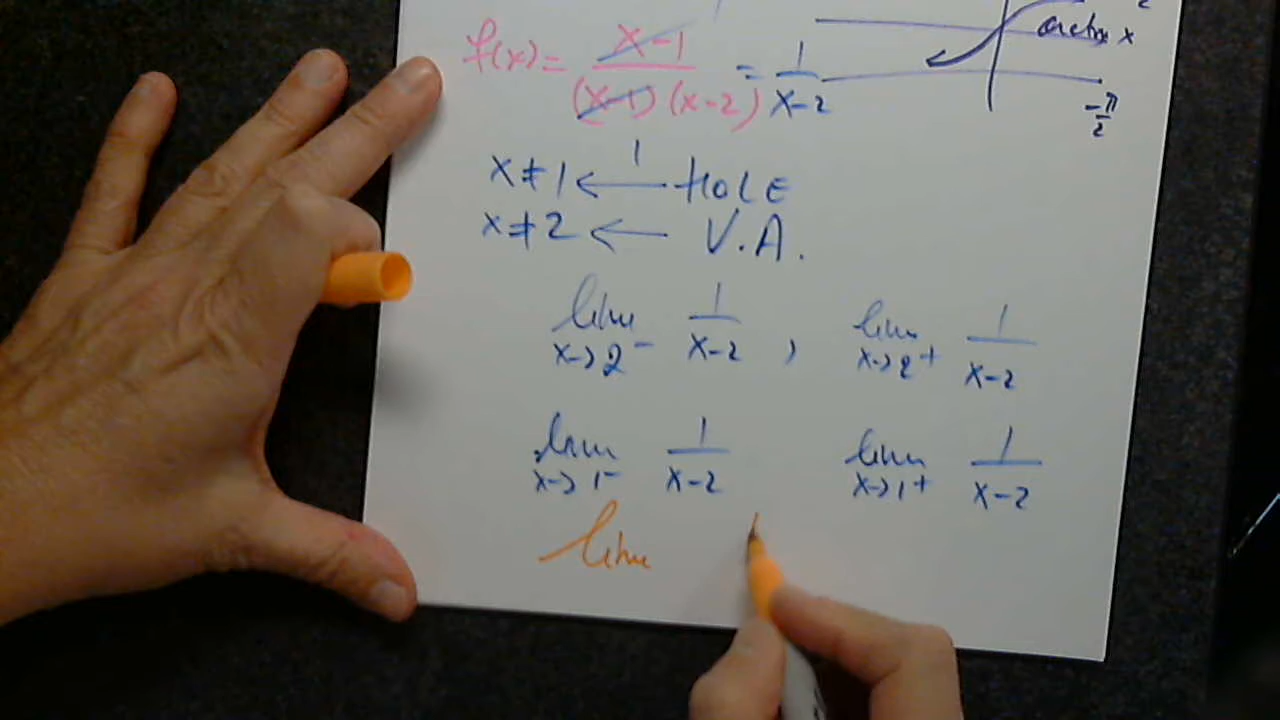 f(x) = x-1 / (x-1)(x-2) = 1 / x-2
arctan x
-π/2
x≠1 ← 1 HOLE
x≠2 ← V.A.
lim x→2⁻ 1 / x-2 , lim x→2⁺ 1 / x-2
lim x→1⁻ 1 / x-2 lim x→1⁺ 1 / x-2
lim